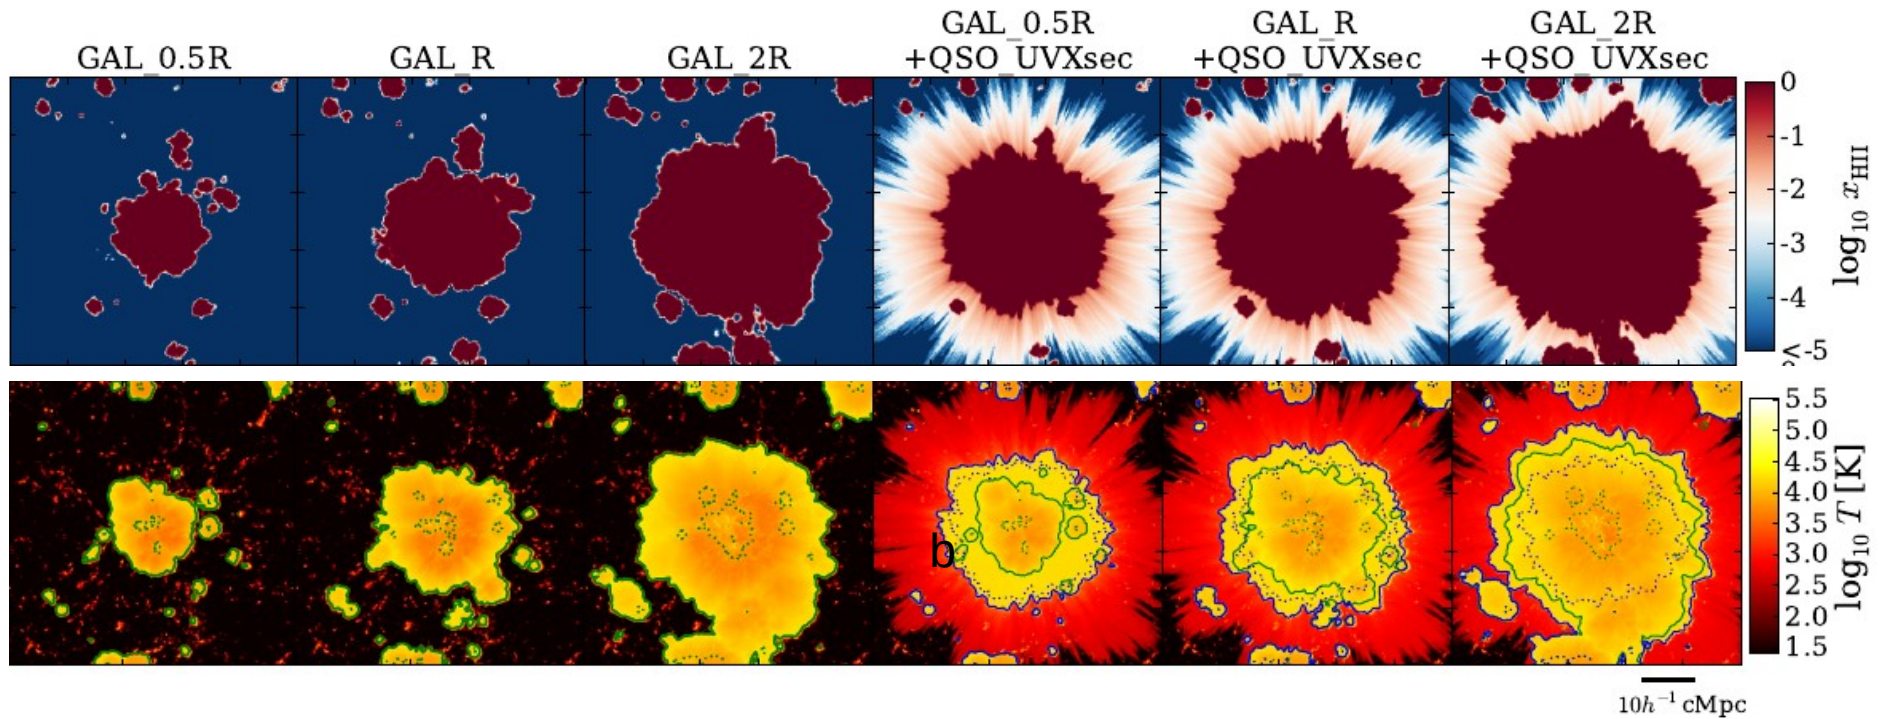 GAL_0.5R
GAL_R
GAL_2R
GAL_0.5R
+QSO_UVXsec
GAL_R
+QSO_UVXsec
GAL_2R
+QSO_UVXsec
0
-1
-2
-3
-4
≤-5
log₁₀ x_HII
b
5.5
5.0
4.5
4.0
3.5
3.0
2.5
2.0
1.5
log₁₀ T [K]
10h⁻¹ cMpc